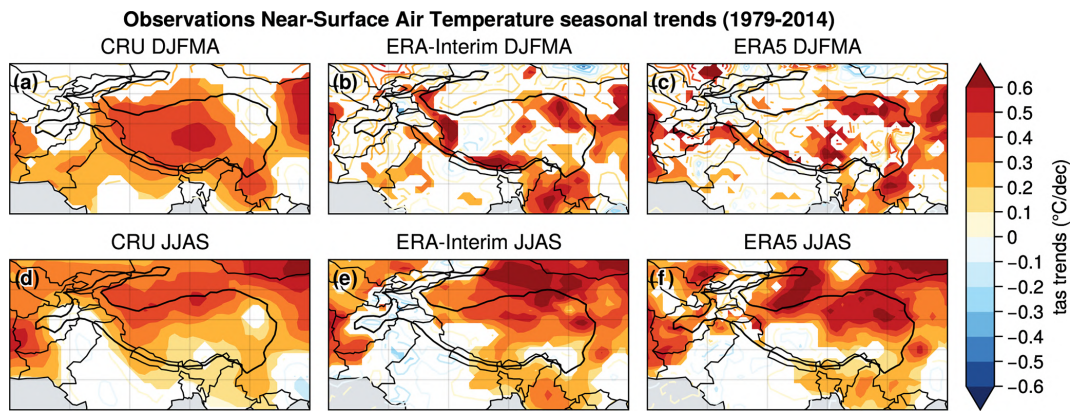 Observations Near-Surface Air Temperature seasonal trends (1979-2014)
CRU DJFMA
ERA-Interim DJFMA
ERA5 DJFMA
(a)
(b)
(c)
CRU JJAS
ERA-Interim JJAS
ERA5 JJAS
(d)
(e)
(f)
0.6
0.5
0.4
0.3
0.2
0.1
0
−0.1
−0.2
−0.3
−0.4
−0.5
−0.6
tas trends (°C/dec)